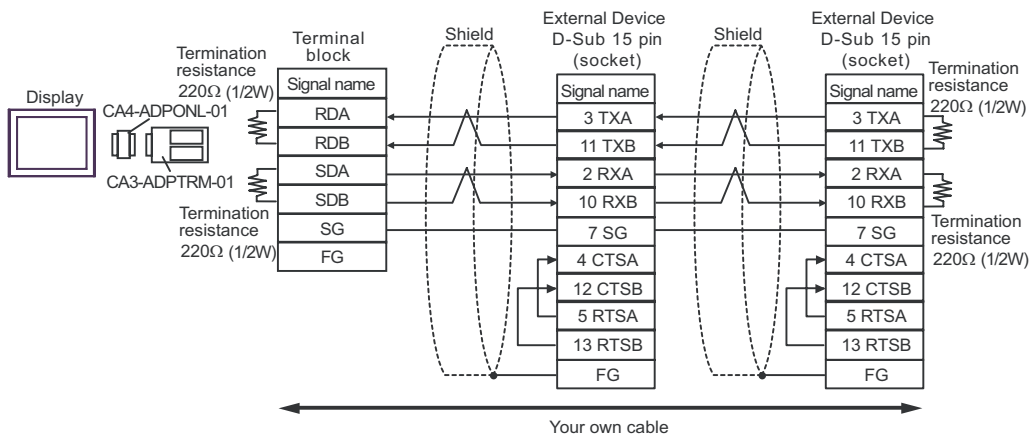 Display
CA4-ADPONL-01
CA3-ADPTRM-01
Termination
resistance
220Ω (1/2W)
Termination
resistance
220Ω (1/2W)
Terminal
block
Signal name
RDA
RDB
SDA
SDB
SG
FG
Shield
External Device
D-Sub 15 pin
(socket)
Signal name
3 TXA
11 TXB
2 RXA
10 RXB
7 SG
4 CTSA
12 CTSB
5 RTSA
13 RTSB
FG
Shield
External Device
D-Sub 15 pin
(socket)
Signal name
3 TXA
11 TXB
2 RXA
10 RXB
7 SG
4 CTSA
12 CTSB
5 RTSA
13 RTSB
FG
Termination
resistance
220Ω (1/2W)
Termination
resistance
220Ω (1/2W)
Your own cable